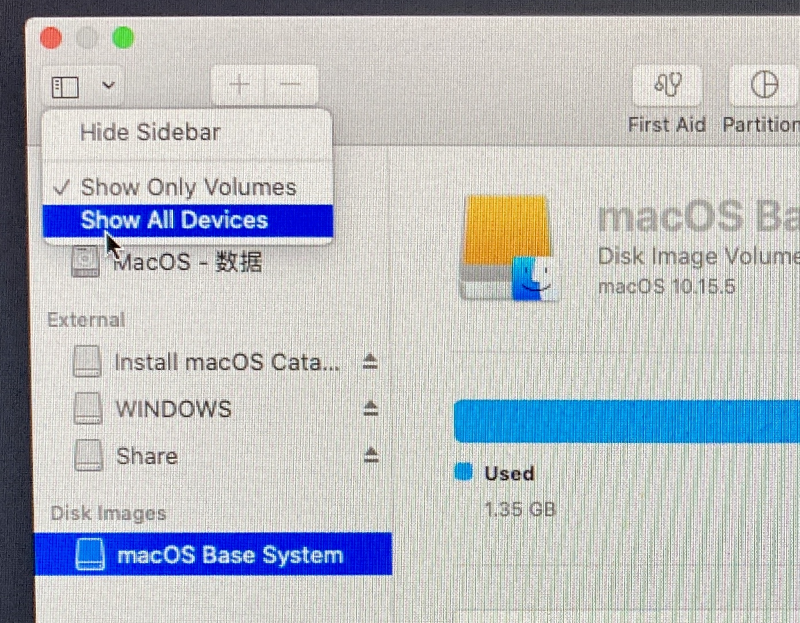 First Aid
Partition
Hide Sidebar
Show Only Volumes
Show All Devices
MacOS - 数据
External
Install macOS Cata...
WINDOWS
Share
Disk Images
macOS Base System
macOS Ba
Disk Image Volume
macOS 10.15.5
Used
1.35 GB